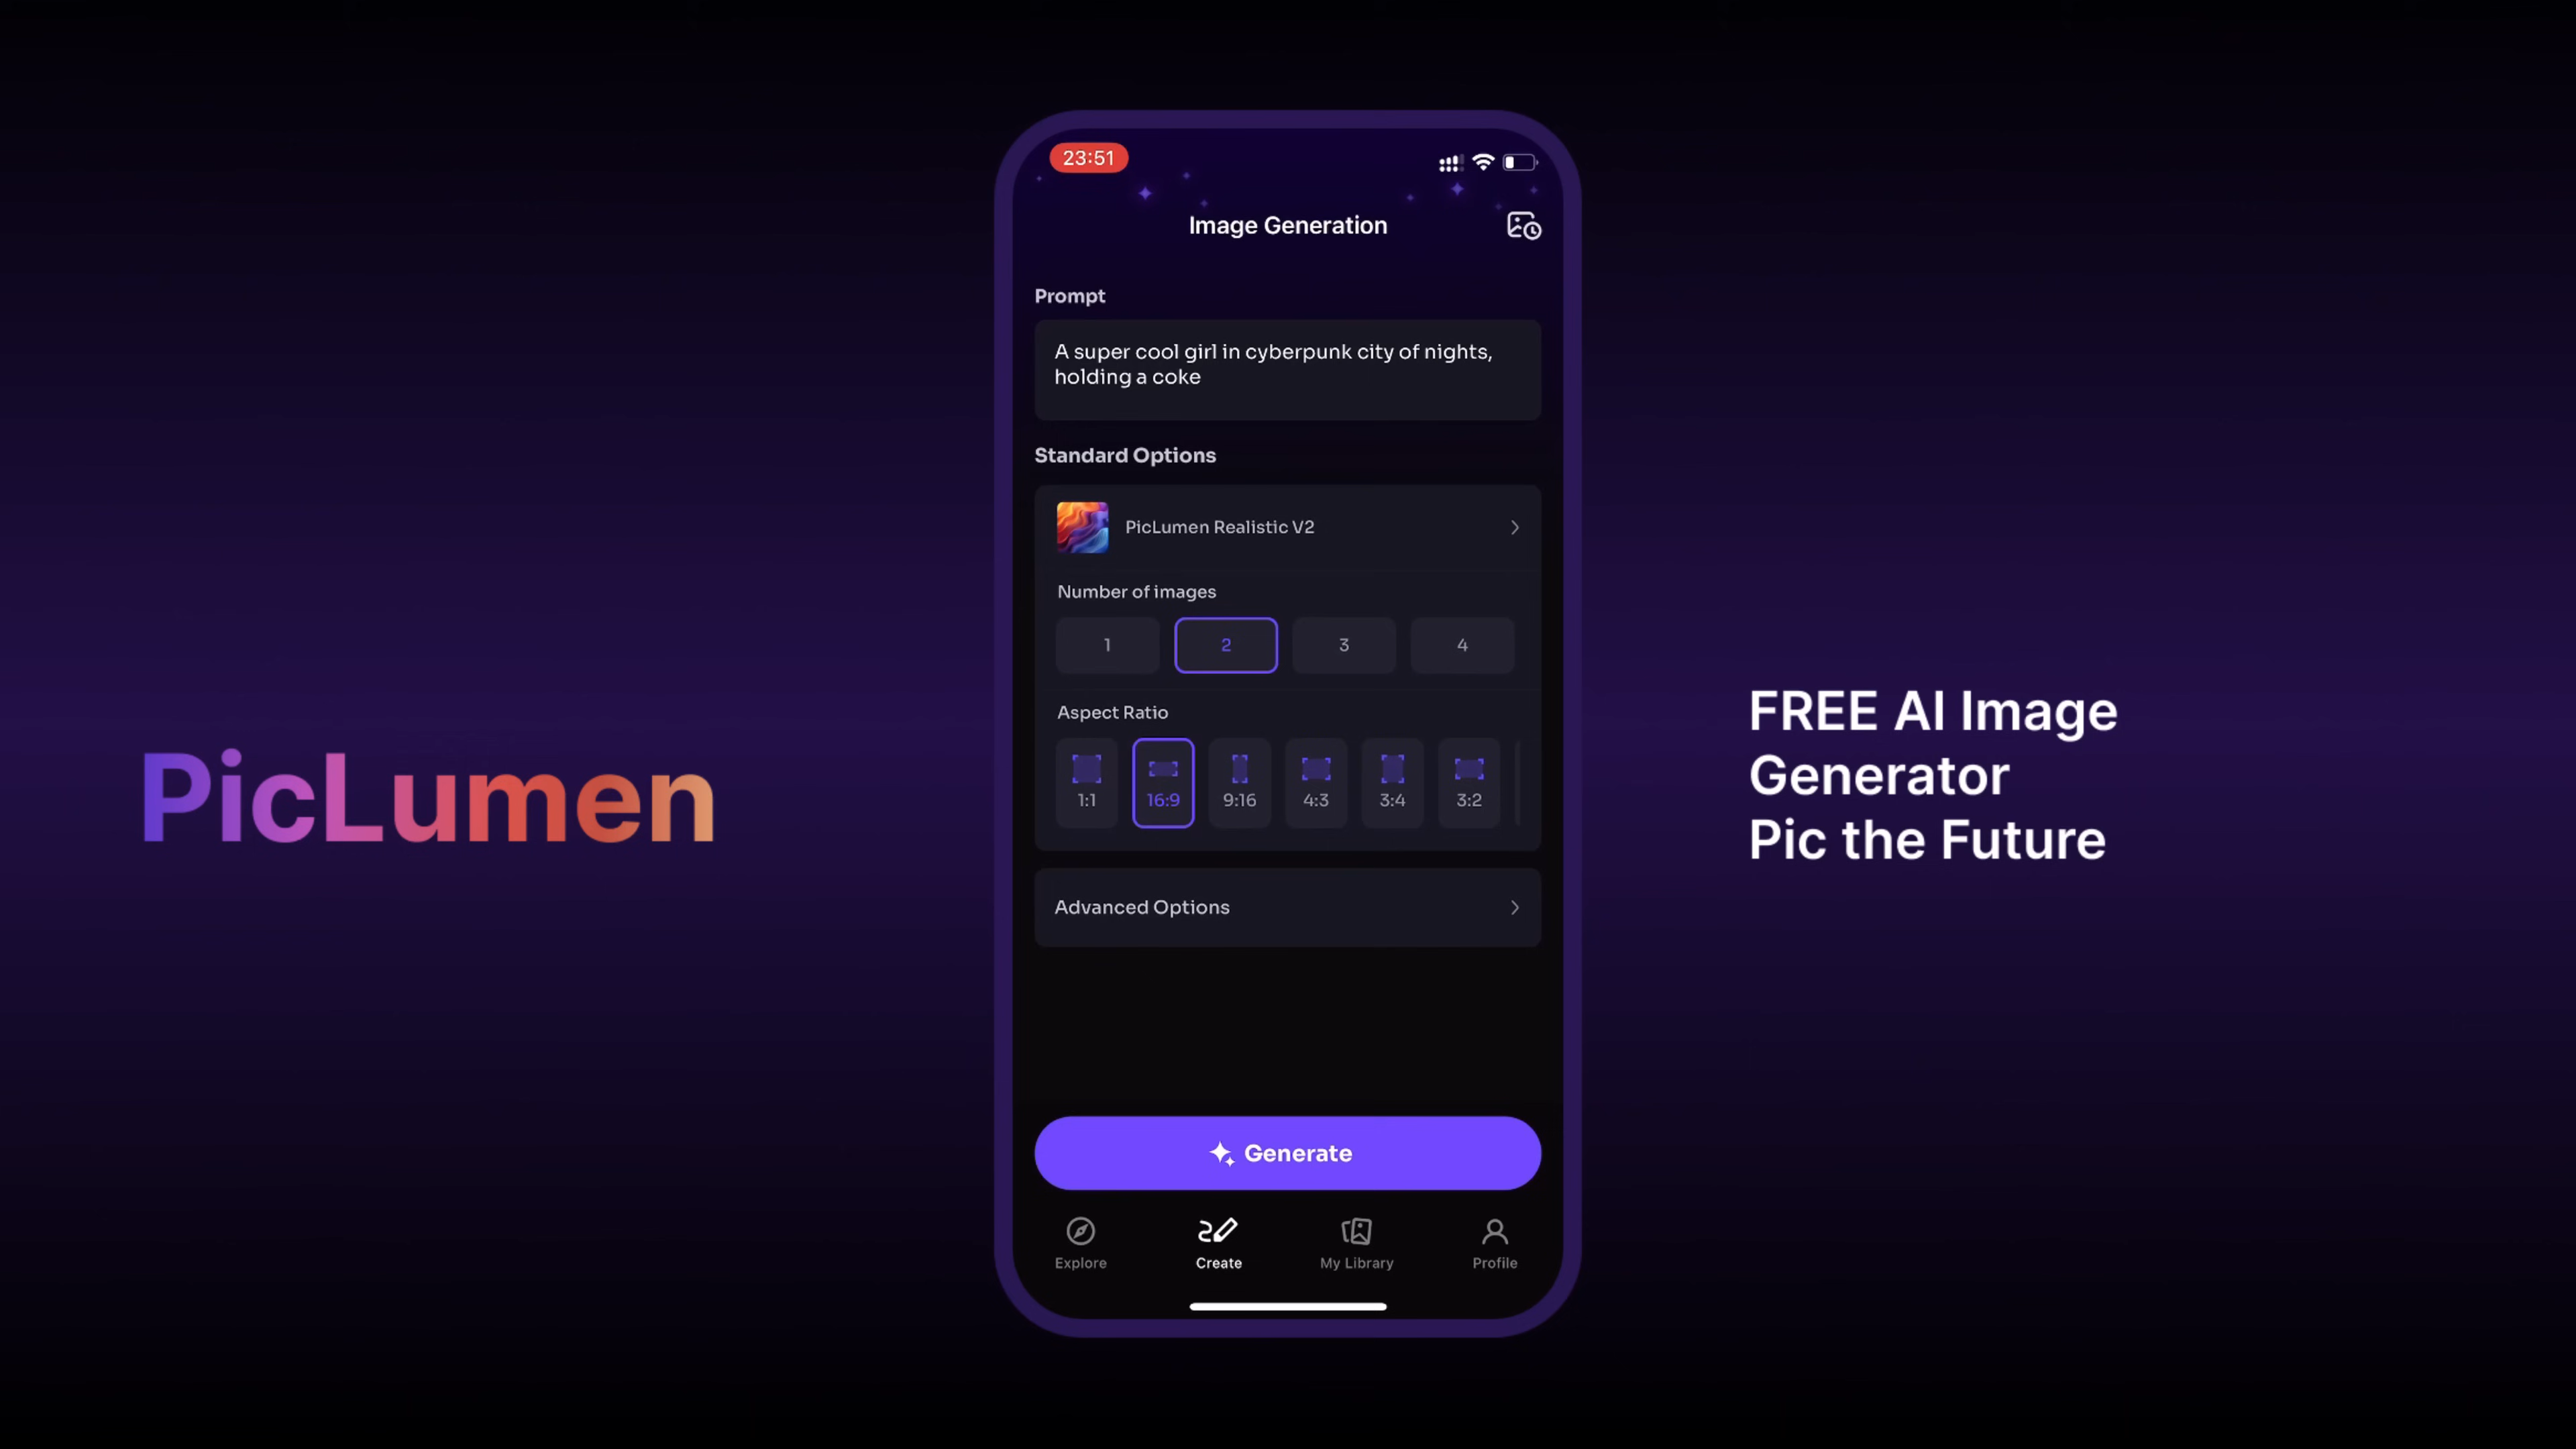 PicLumen
23:51
Image Generation
Prompt
A super cool girl in cyberpunk city of nights,
holding a coke
Standard Options
PicLumen Realistic V2
Number of images
1
2
3
4
Aspect Ratio
1:1
16:9
9:16
4:3
3:4
3:2
Advanced Options
Generate
Explore
Create
My Library
Profile
FREE AI Image
Generator
Pic the Future